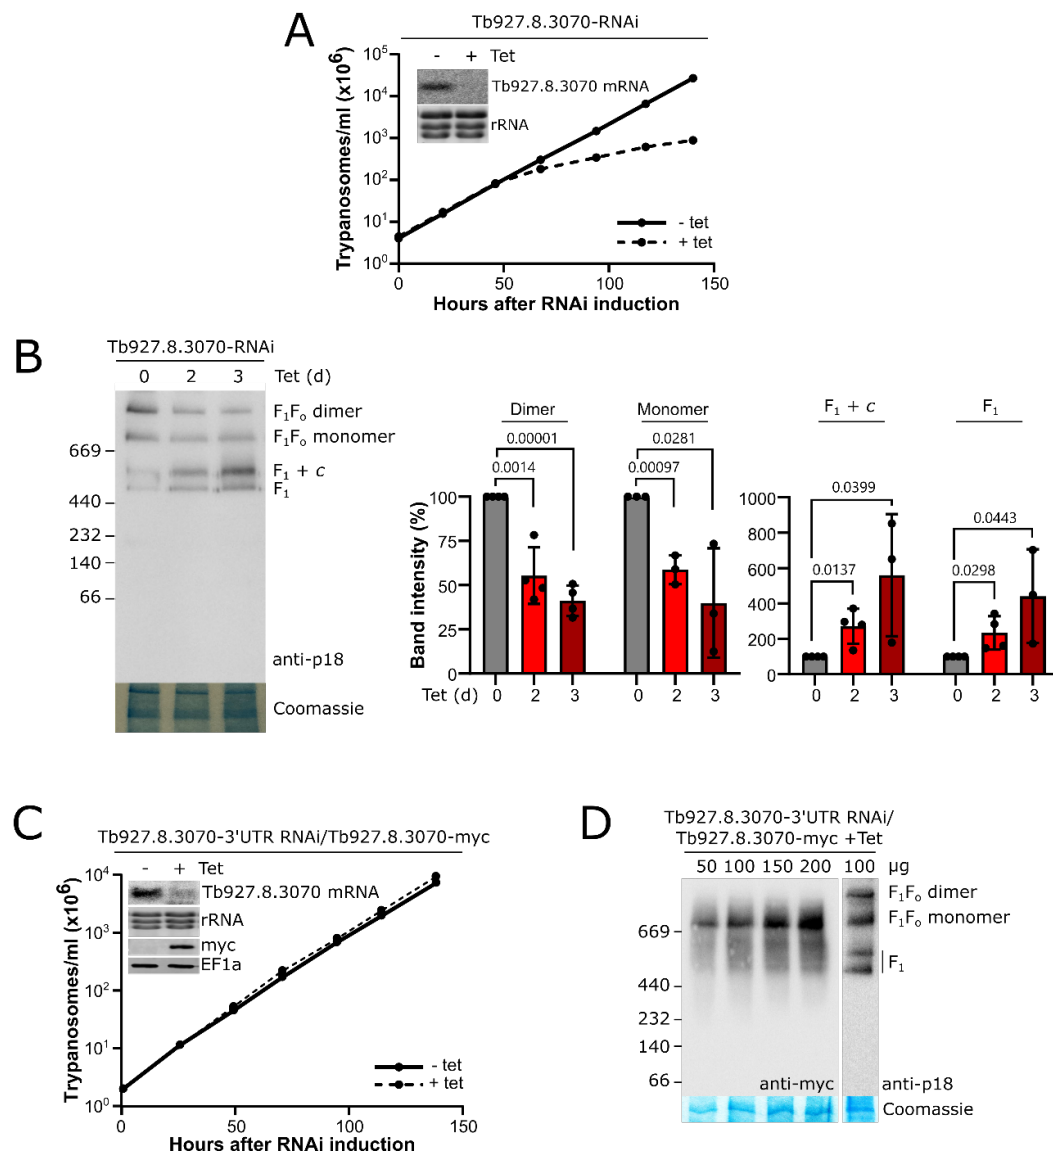 A
Tb927.8.3070-RNAi
- + Tet
Tb927.8.3070 mRNA
rRNA
Trypanosomes/ml (x10⁶)
10⁵
10⁴
10³
10²
10¹
10⁰
0 50 100 150
Hours after RNAi induction
- tet
+ tet
B
Tb927.8.3070-RNAi
0 2 3 Tet (d)
F₁Fₒ dimer
F₁Fₒ monomer
F₁ + c
F₁
669
440
232
140
66
anti-p18
Coomassie
Band intensity (%)
100
75
50
25
0
Dimer
0.00001
0.0014
Monomer
0.0281
0.00097
Tet (d) 0 2 3 0 2 3
1000
800
600
400
200
0
F₁ + c
0.0399
0.0137
F₁
0.0443
0.0298
0 2 3 0 2 3
C
Tb927.8.3070-3'UTR RNAi/Tb927.8.3070-myc
- + Tet
Tb927.8.3070 mRNA
rRNA
myc
EF1a
Trypanosomes/ml (x10⁶)
10⁴
10³
10²
10¹
10⁰
0 50 100 150
Hours after RNAi induction
- tet
+ tet
D
Tb927.8.3070-3'UTR RNAi/
Tb927.8.3070-myc +Tet
50 100 150 200 100 µg
F₁Fₒ dimer
F₁Fₒ monomer
F₁
669
440
232
140
66
anti-myc anti-p18
Coomassie